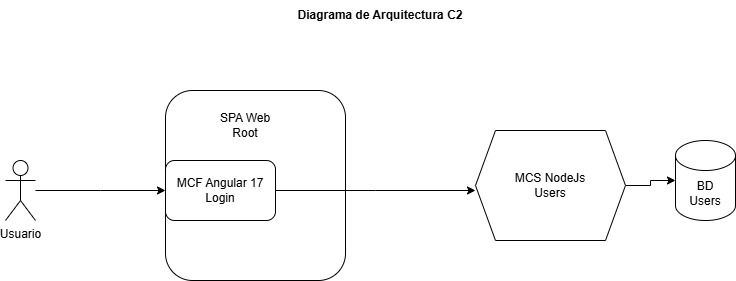 Diagrama de Arquitectura C2
SPA Web
Root
MCF Angular 17
Login
MCS NodeJs
Users
BD
Users
Usuario